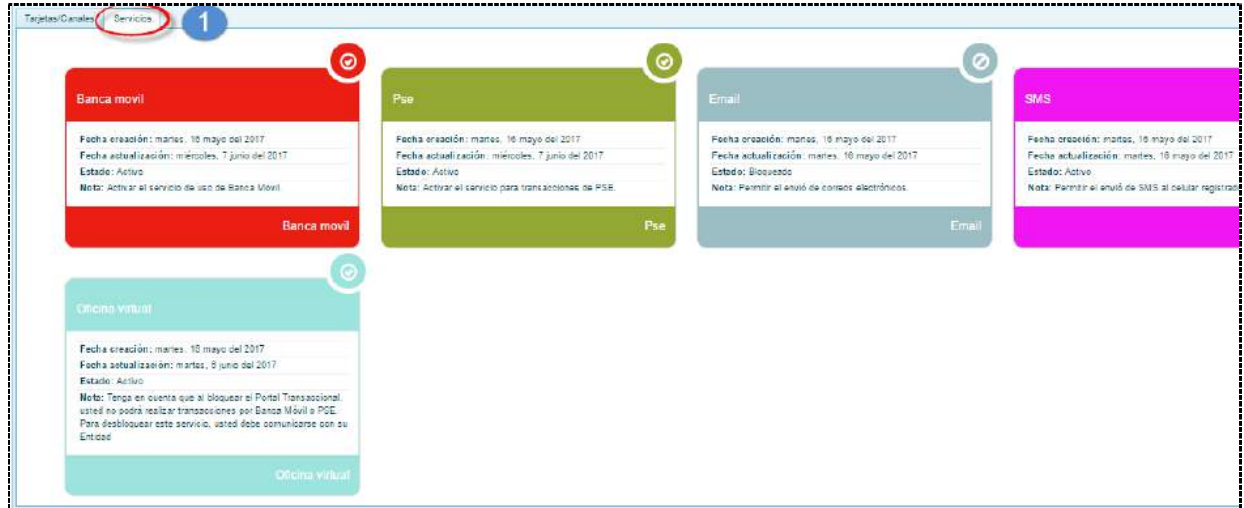 Tarjetas/Canales Servicios 1
Banca movil
Fecha creación: martes, 16 mayo del 2017
Fecha actualización: miércoles, 7 junio del 2017
Estado: Activo
Nota: Activar el servicio de uso de Banca Movil.
Banca movil
Pse
Fecha creación: martes, 16 mayo del 2017
Fecha actualización: miércoles, 7 junio del 2017
Estado: Activo
Nota: Activar el servicio para transacciones de PSE.
Pse
Email
Fecha creación: martes, 16 mayo del 2017
Fecha actualización: martes, 16 mayo del 2017
Estado: Bloqueado
Nota: Permitir el envió de correos electrónicos.
Email
SMS
Fecha creación: martes, 16 mayo del 2017
Fecha actualización: martes, 16 mayo del 2017
Estado: Activo
Nota: Permitir el envió de SMS al celular registrad
Oficina virtual
Fecha creación: martes, 16 mayo del 2017
Fecha actualización: martes, 6 junio del 2017
Estado: Activo
Nota: Tenga en cuenta que al bloquear el Portal Transaccional,
usted no podrá realizar transacciones por Banca Móvil o PSE.
Para desbloquear este servicio, usted debe comunicarse con su
Entidad
Oficina virtual